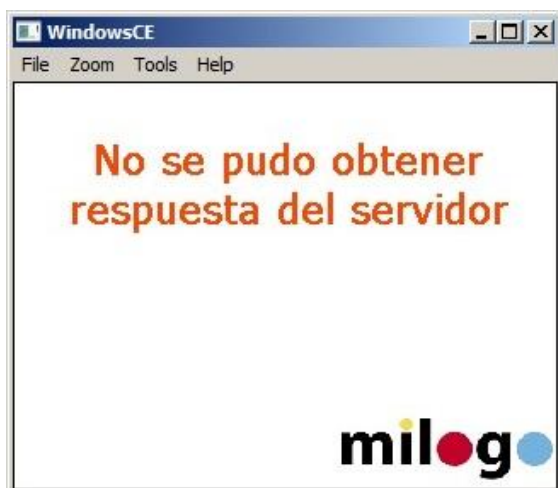 WindowsCE
File Zoom Tools Help
No se pudo obtener
respuesta del servidor
milogo